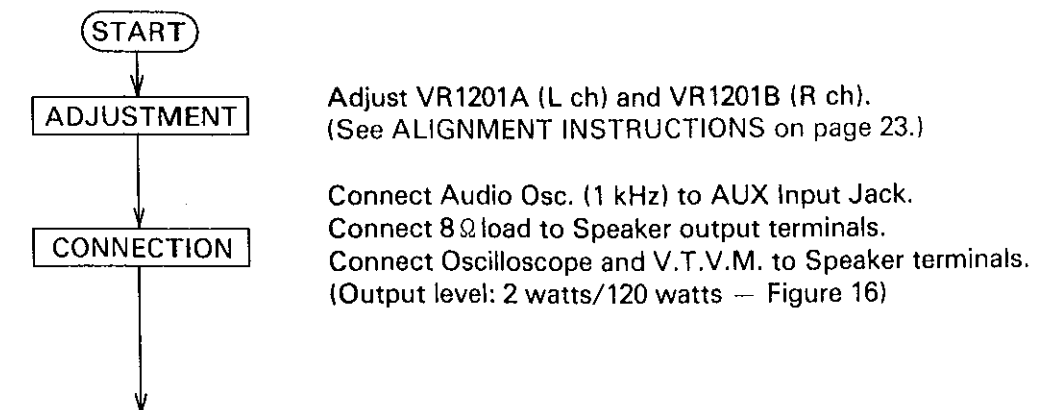 START
ADJUSTMENT
Adjust VR1201A (L ch) and VR1201B (R ch).
(See ALIGNMENT INSTRUCTIONS on page 23.)
CONNECTION
Connect Audio Osc. (1 kHz) to AUX Input Jack.
Connect 8Ω load to Speaker output terminals.
Connect Oscilloscope and V.T.V.M. to Speaker terminals.
(Output level: 2 watts/120 watts — Figure 16)